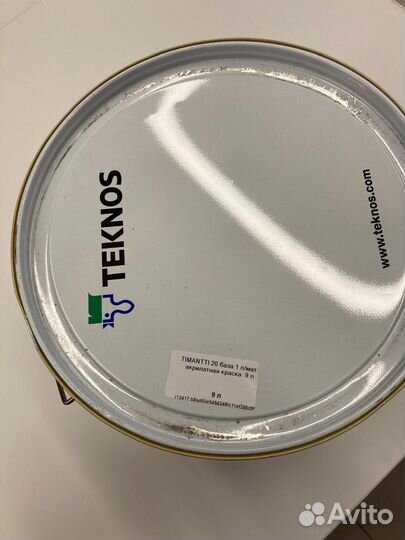 TEKNOS
www.teknos.com
TIMANTTI 20 база 1 п/мат
акрилатная краска 9 л
9 л
Avito